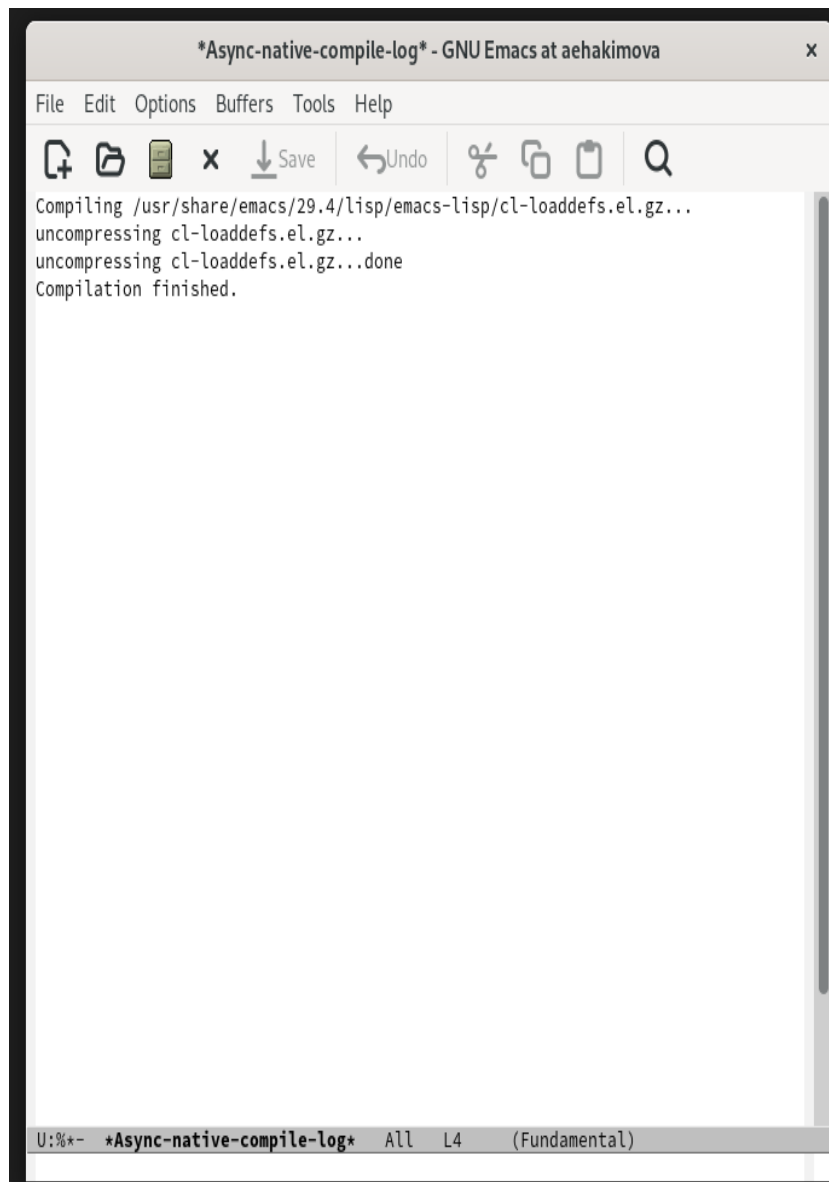 *Async-native-compile-log* - GNU Emacs at aehakimova x
File Edit Options Buffers Tools Help
Save Undo
Compiling /usr/share/emacs/29.4/lisp/emacs-lisp/cl-loaddefs.el.gz...
uncompressing cl-loaddefs.el.gz...
uncompressing cl-loaddefs.el.gz...done
Compilation finished.
U:%*- *Async-native-compile-log* All L4 (Fundamental)